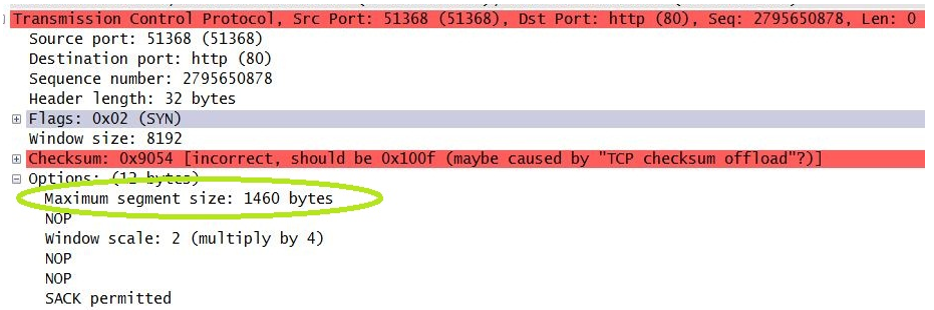 Transmission Control Protocol, Src Port: 51368 (51368), Dst Port: http (80), Seq: 2795650878, Len: 0
Source port: 51368 (51368)
Destination port: http (80)
Sequence number: 2795650878
Header length: 32 bytes
Flags: 0x02 (SYN)
Window size: 8192
Checksum: 0x9054 [incorrect, should be 0x100f (maybe caused by "TCP checksum offload"?)]
Options: (12 bytes)
Maximum segment size: 1460 bytes
NOP
Window scale: 2 (multiply by 4)
NOP
NOP
SACK permitted